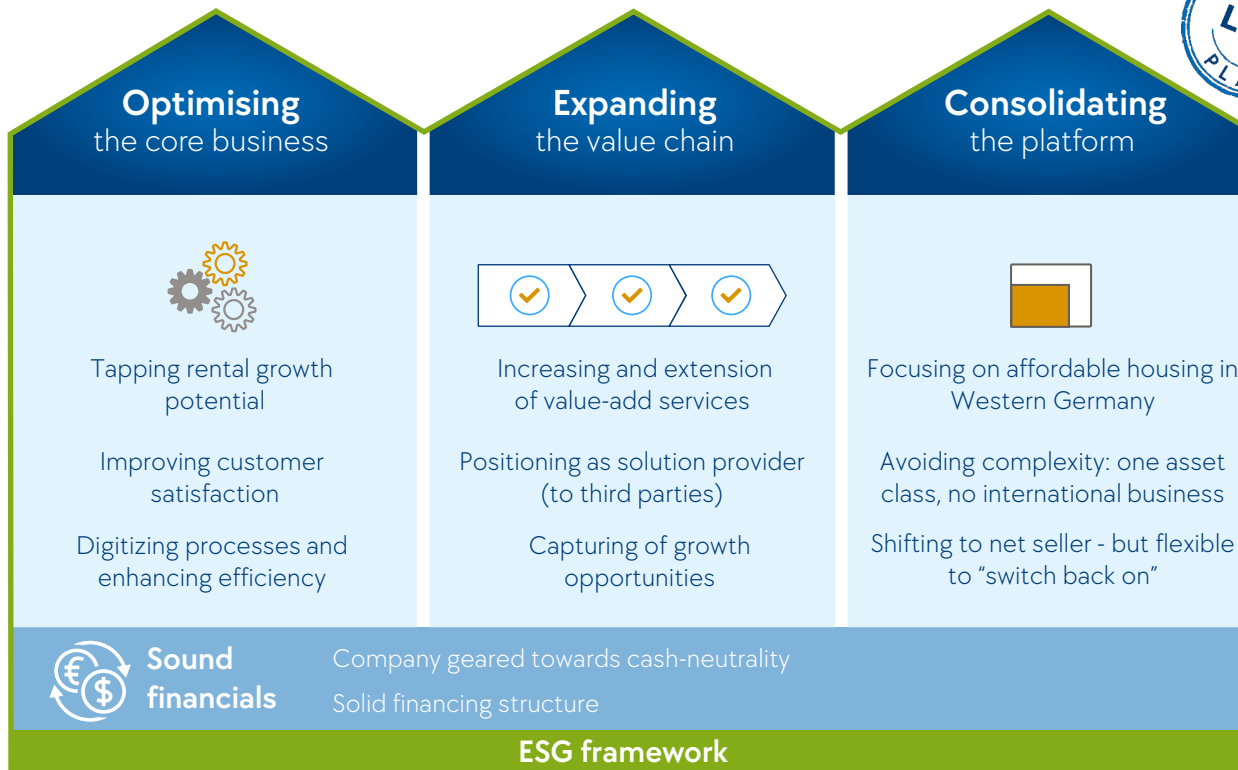 Optimising
the core business
Expanding
the value chain
Consolidating
the platform
Tapping rental growth
potential
Improving customer
satisfaction
Digitizing processes and
enhancing efficiency
Increasing and extension
of value-add services
Positioning as solution provider
(to third parties)
Capturing of growth
opportunities
Focusing on affordable housing in
Western Germany
Avoiding complexity: one asset
class, no international business
Shifting to net seller - but flexible
to “switch back on”
€
$
Sound
financials
Company geared towards cash-neutrality
Solid financing structure
ESG framework